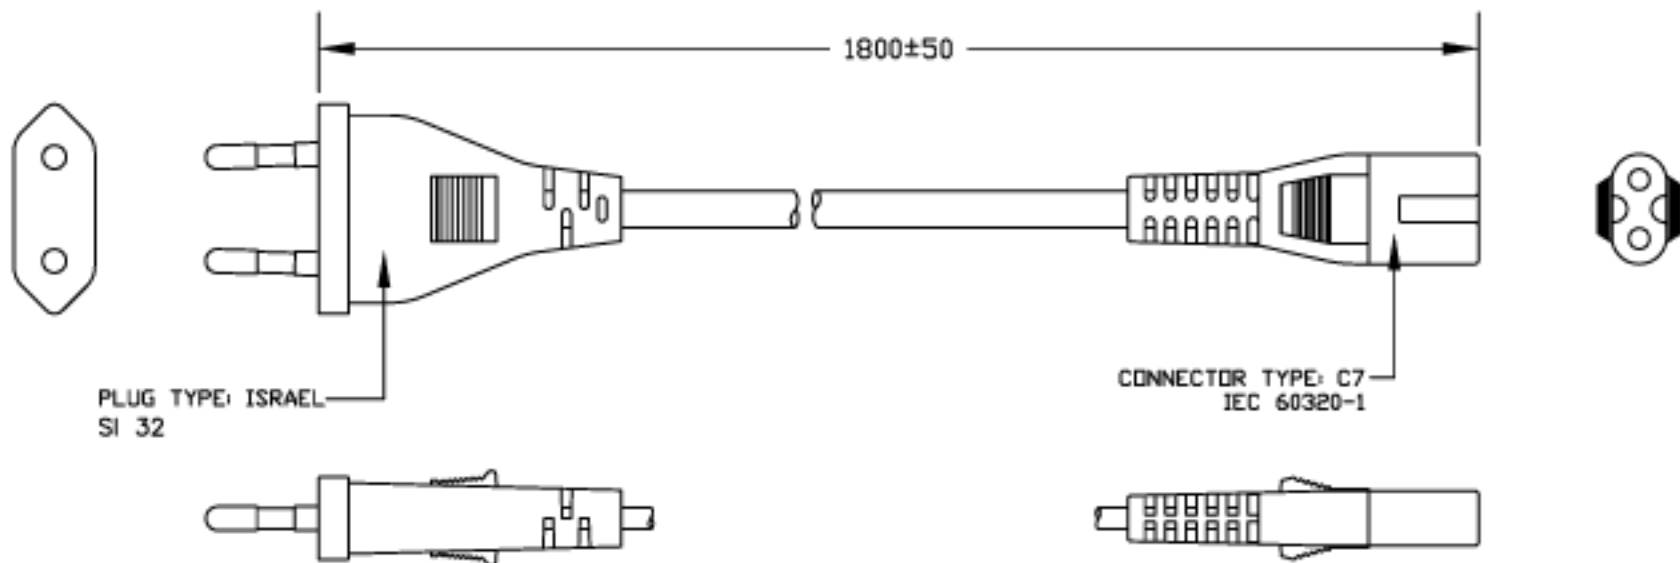 1800±50
PLUG TYPE: ISRAEL
SI 32
CONNECTOR TYPE: C7
IEC 60320-1